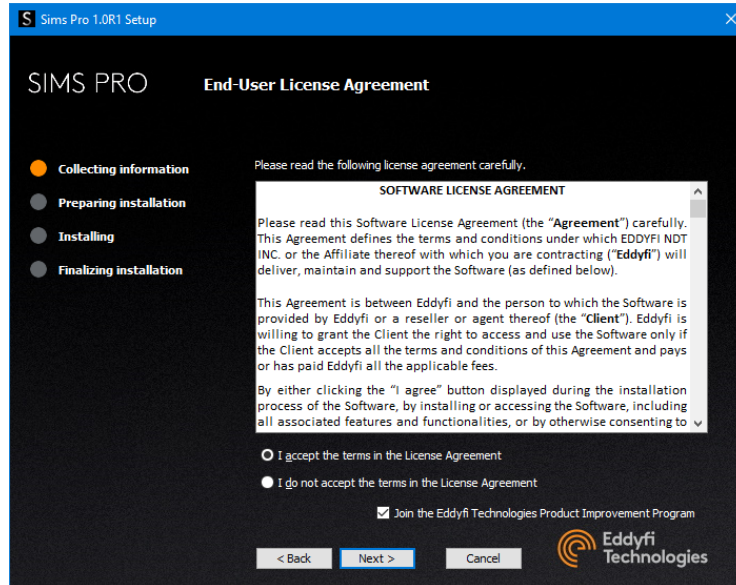 Sims Pro 1.0R1 Setup
SIMS PRO
End-User License Agreement
Collecting information
Preparing installation
Installing
Finalizing installation
Please read the following license agreement carefully.
SOFTWARE LICENSE AGREEMENT
Please read this Software License Agreement (the “Agreement”) carefully.
This Agreement defines the terms and conditions under which EDDYFI NDT
INC. or the Affiliate thereof with which you are contracting (“Eddyfi”) will
deliver, maintain and support the Software (as defined below).
This Agreement is between Eddyfi and the person to which the Software is
provided by Eddyfi or a reseller or agent thereof (the “Client”). Eddyfi is
willing to grant the Client the right to access and use the Software only if
the Client accepts all the terms and conditions of this Agreement and pays
or has paid Eddyfi all the applicable fees.
By either clicking the “I agree” button displayed during the installation
process of the Software, by installing or accessing the Software, including
all associated features and functionalities, or by otherwise consenting to
I accept the terms in the License Agreement
I do not accept the terms in the License Agreement
Join the Eddyfi Technologies Product Improvement Program
< Back
Next >
Cancel
Eddyfi
Technologies